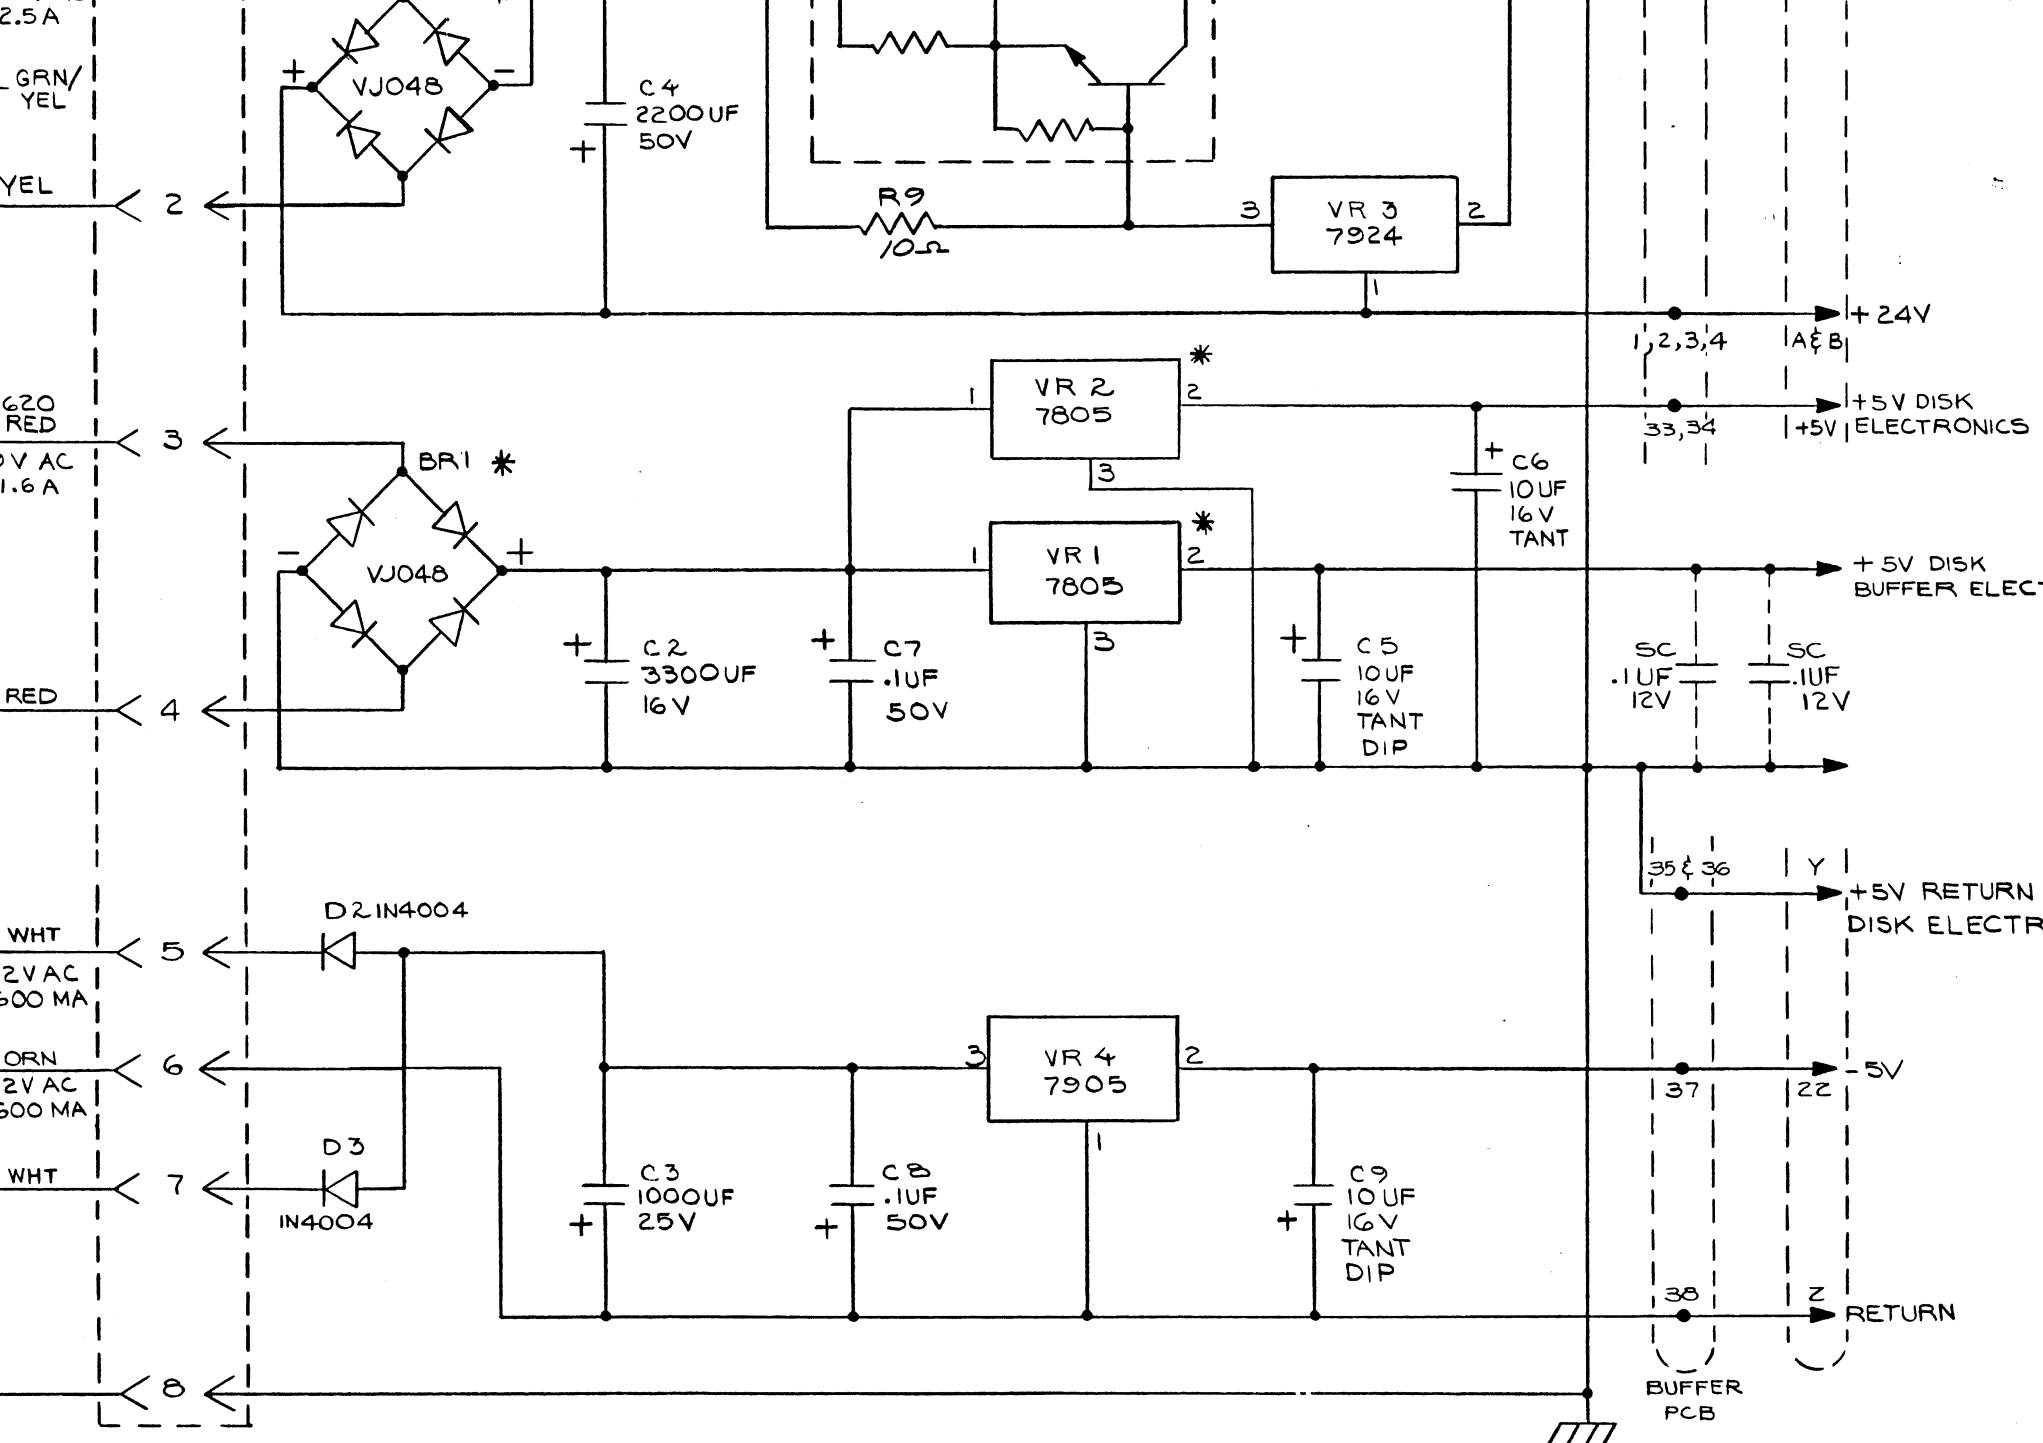 2.5A
GRN/
YEL
+
VJ048
-
C4
2200UF
50V
+
YEL
2
R9
10Ω
3
VR 3
7924
2
1
+24V
1,2,3,4
A&B
620
RED
3
V AC
1.6A
BR1 *
-
VJ048
+
1
VR 2
7805
*
2
3
33,34
+5V
+5V DISK
ELECTRONICS
+
C6
10UF
16V
TANT
1
VR 1
7805
*
2
3
+5V DISK
BUFFER ELEC
+
C2
3300UF
16V
+
C7
.1UF
50V
+
C5
10UF
16V
TANT
DIP
SC
.1UF
12V
SC
.1UF
12V
RED
4
35 & 36
Y
+5V RETURN
DISK ELECTR
WHT
5
2V AC
600 MA
D2 IN4004
ORN
6
2V AC
600 MA
3
VR 4
7905
2
1
37
22
-5V
WHT
7
D3
IN4004
C3
1000UF
25V
+
C8
.1UF
50V
+
C9
10UF
16V
TANT
DIP
+
38
Z
RETURN
8
BUFFER
PCB